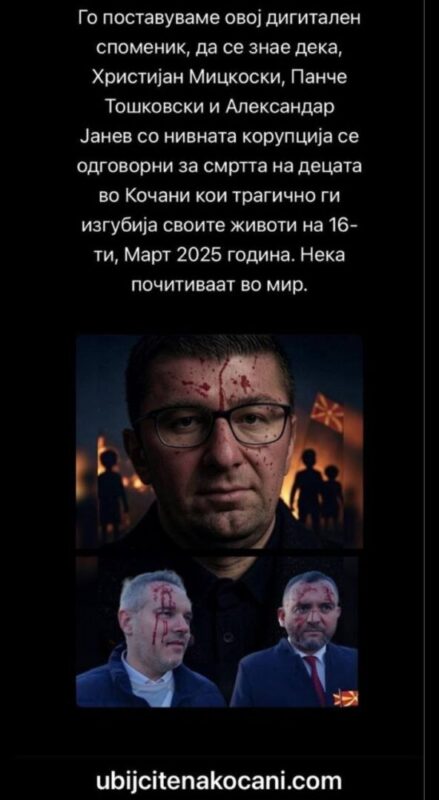 Го поставуваме овој дигитален
споменик, да се знае дека,
Христијан Мицкоски, Панче
Тошковски и Александар
Јанев со нивната корупција се
одговорни за смртта на децата
во Кочани кои трагично ги
изгубија своите животи на 16-
ти, Март 2025 година. Нека
почитиваат во мир.
ubijcitenakocani.com